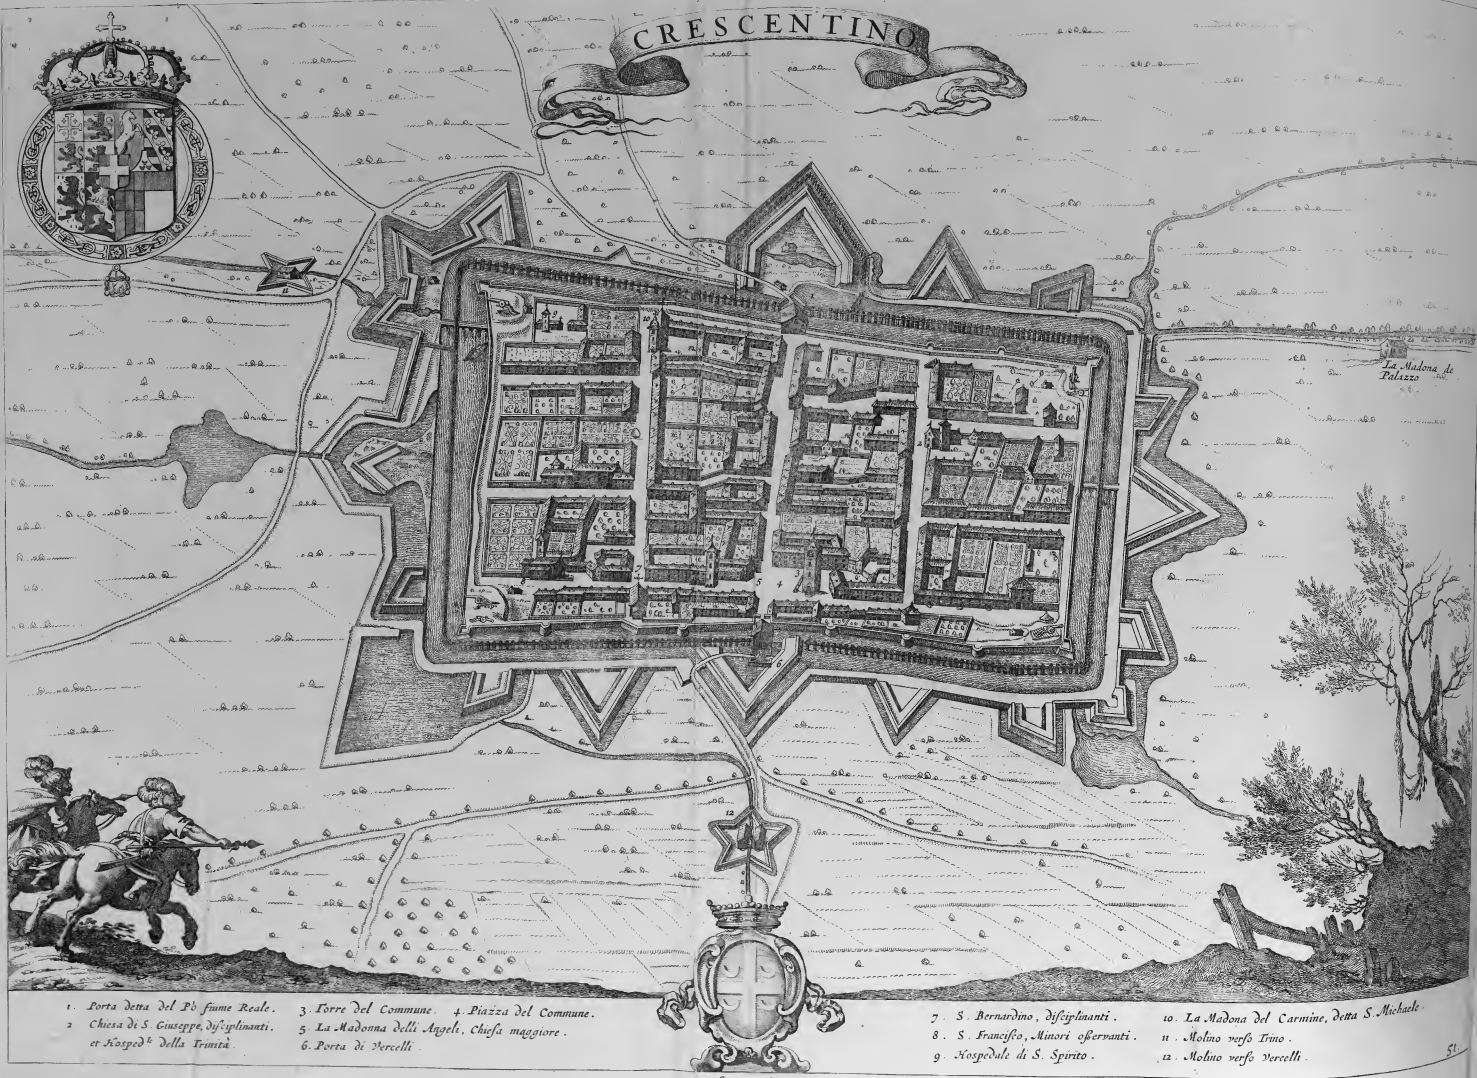 CRESCENTINO
La Madona de
Palazzo
1. Porta detta del Pò fiume Reale.
2 Chiesa di S. Giuseppe, disciplinanti.
et Hosped.le della Trinità
3. Torre del Commune. 4. Piazza del Commune.
5. La Madonna delli Angeli, Chiesa maggiore.
6. Porta di Vercelli.
7. S. Bernardino, disciplinanti.
8. S. Francisco, Minori osservanti.
9. Hospedale di S. Spirito.
10. La Madona del Carmine, detta S. Michaele.
11. Molino verso Trino.
12. Molino verso Vercelli.
51.